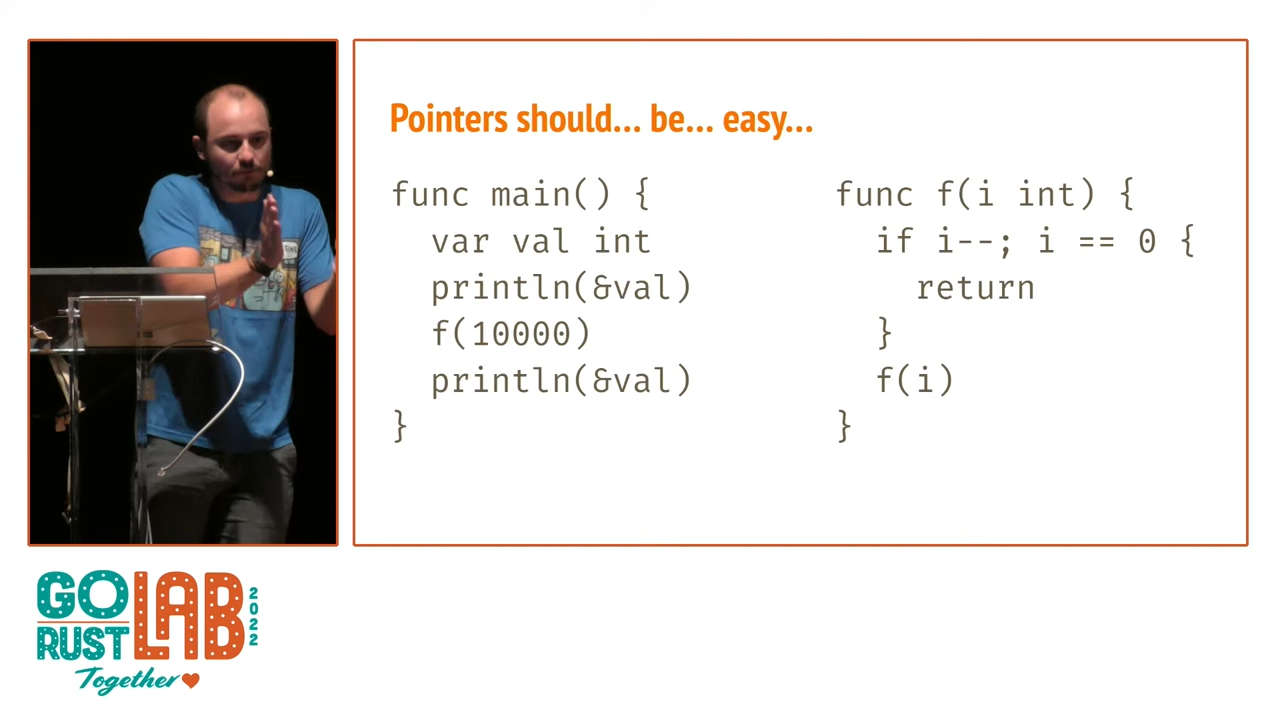 Pointers should... be... easy...
func main() {
  var val int
  println(&val)
  f(10000)
  println(&val)
}
func f(i int) {
  if i--; i == 0 {
    return
  }
  f(i)
}
GO LAB 2022
RUST
Together